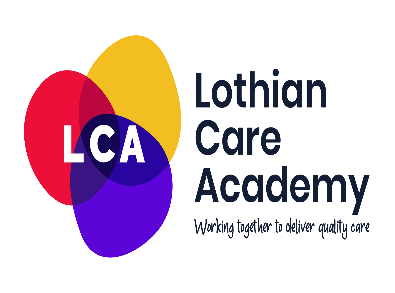 LCA
Lothian
Care
Academy
Working together to deliver quality care